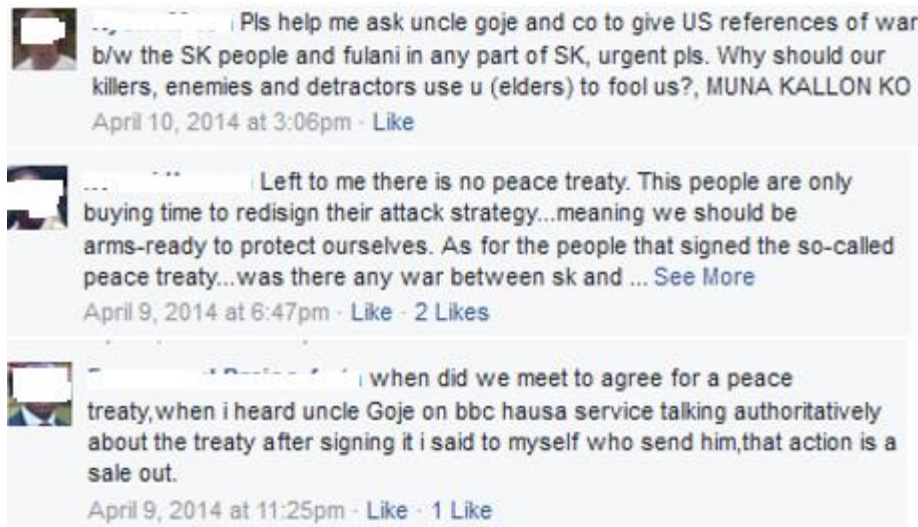 Pls help me ask uncle goje and co to give US references of war
b/w the SK people and fulani in any part of SK, urgent pls. Why should our
killers, enemies and detractors use u (elders) to fool us?, MUNA KALLON KO
April 10, 2014 at 3:06pm · Like
Left to me there is no peace treaty. This people are only
buying time to redisign their attack strategy...meaning we should be
arms-ready to protect ourselves. As for the people that signed the so-called
peace treaty...was there any war between sk and ... See More
April 9, 2014 at 6:47pm · Like · 2 Likes
when did we meet to agree for a peace
treaty,when i heard uncle Goje on bbc hausa service talking authoritatively
about the treaty after signing it i said to myself who send him,that action is a
sale out.
April 9, 2014 at 11:25pm · Like · 1 Like